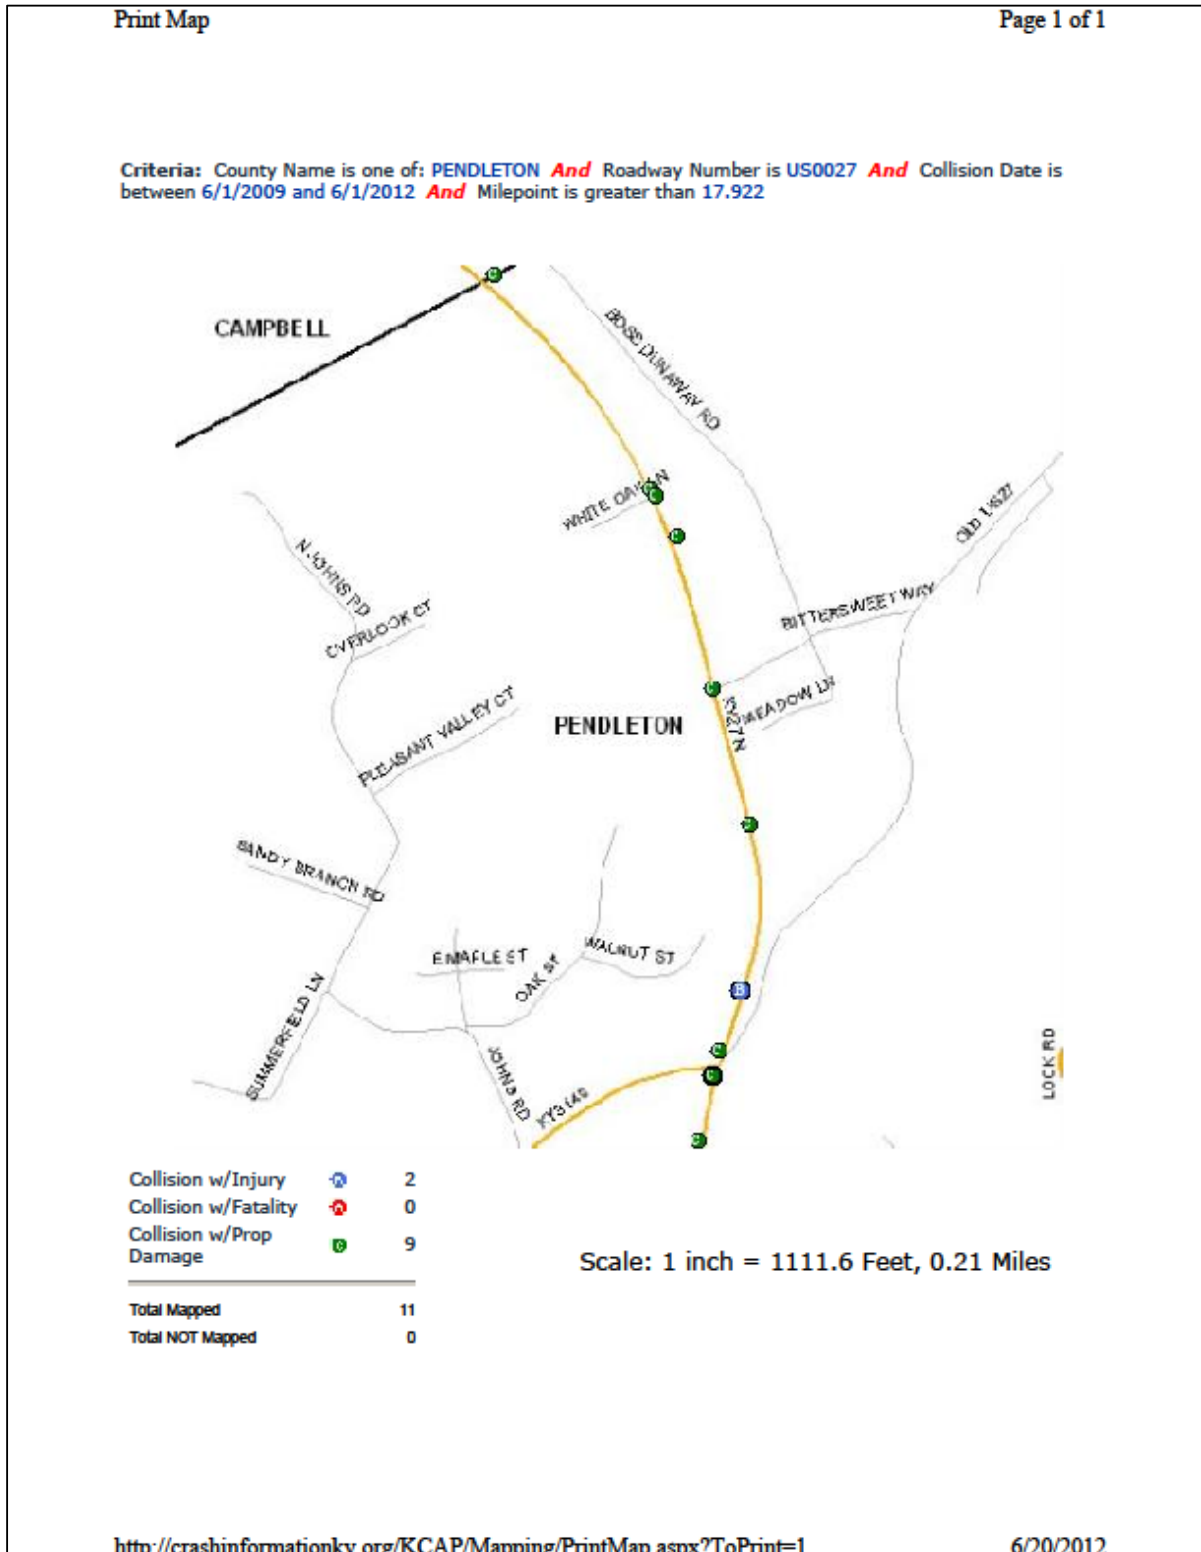 Print Map
Page 1 of 1
Criteria: County Name is one of: PENDLETON And Roadway Number is US0027 And Collision Date is
between 6/1/2009 and 6/1/2012 And Milepoint is greater than 17.922
CAMPBELL
DUNAWAY RD
WHITE OAK LN
OLD US27
N JOHNS RD
OVERLOOK CT
BITTERSWEET WAY
PLEASANT VALLEY CT
PENDLETON
MEADOW LN
SANDY BRANCH RD
E MAPLE ST
OAK ST
WALNUT ST
B
SUMMERFIELD LN
JOHNS RD
LOCK RD
C
Collision w/Injury 2
Collision w/Fatality 0
Collision w/Prop
Damage 9
Scale: 1 inch = 1111.6 Feet, 0.21 Miles
Total Mapped 11
Total NOT Mapped 0
http://crashinformationky.org/KCAP/Mapping/PrintMap.aspx?ToPrint=1
6/20/2012